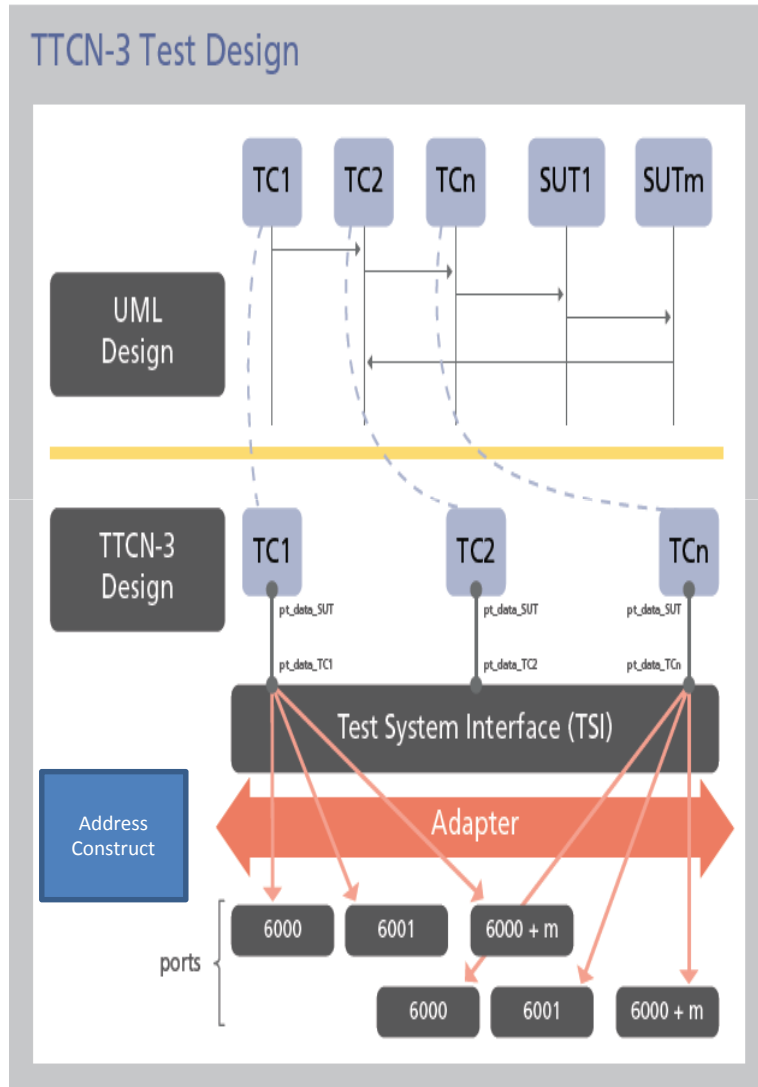 TTCN-3 Test Design
TC1
TC2
TCn
SUT1
SUTm
UML
Design
TTCN-3
Design
TC1
TC2
TCn
pt_data_SUT
pt_data_SUT
pt_data_SUT
pt_data_TC1
pt_data_TC2
pt_data_TCn
Test System Interface (TSI)
Address
Construct
Adapter
ports
6000
6001
6000 + m
6000
6001
6000 + m